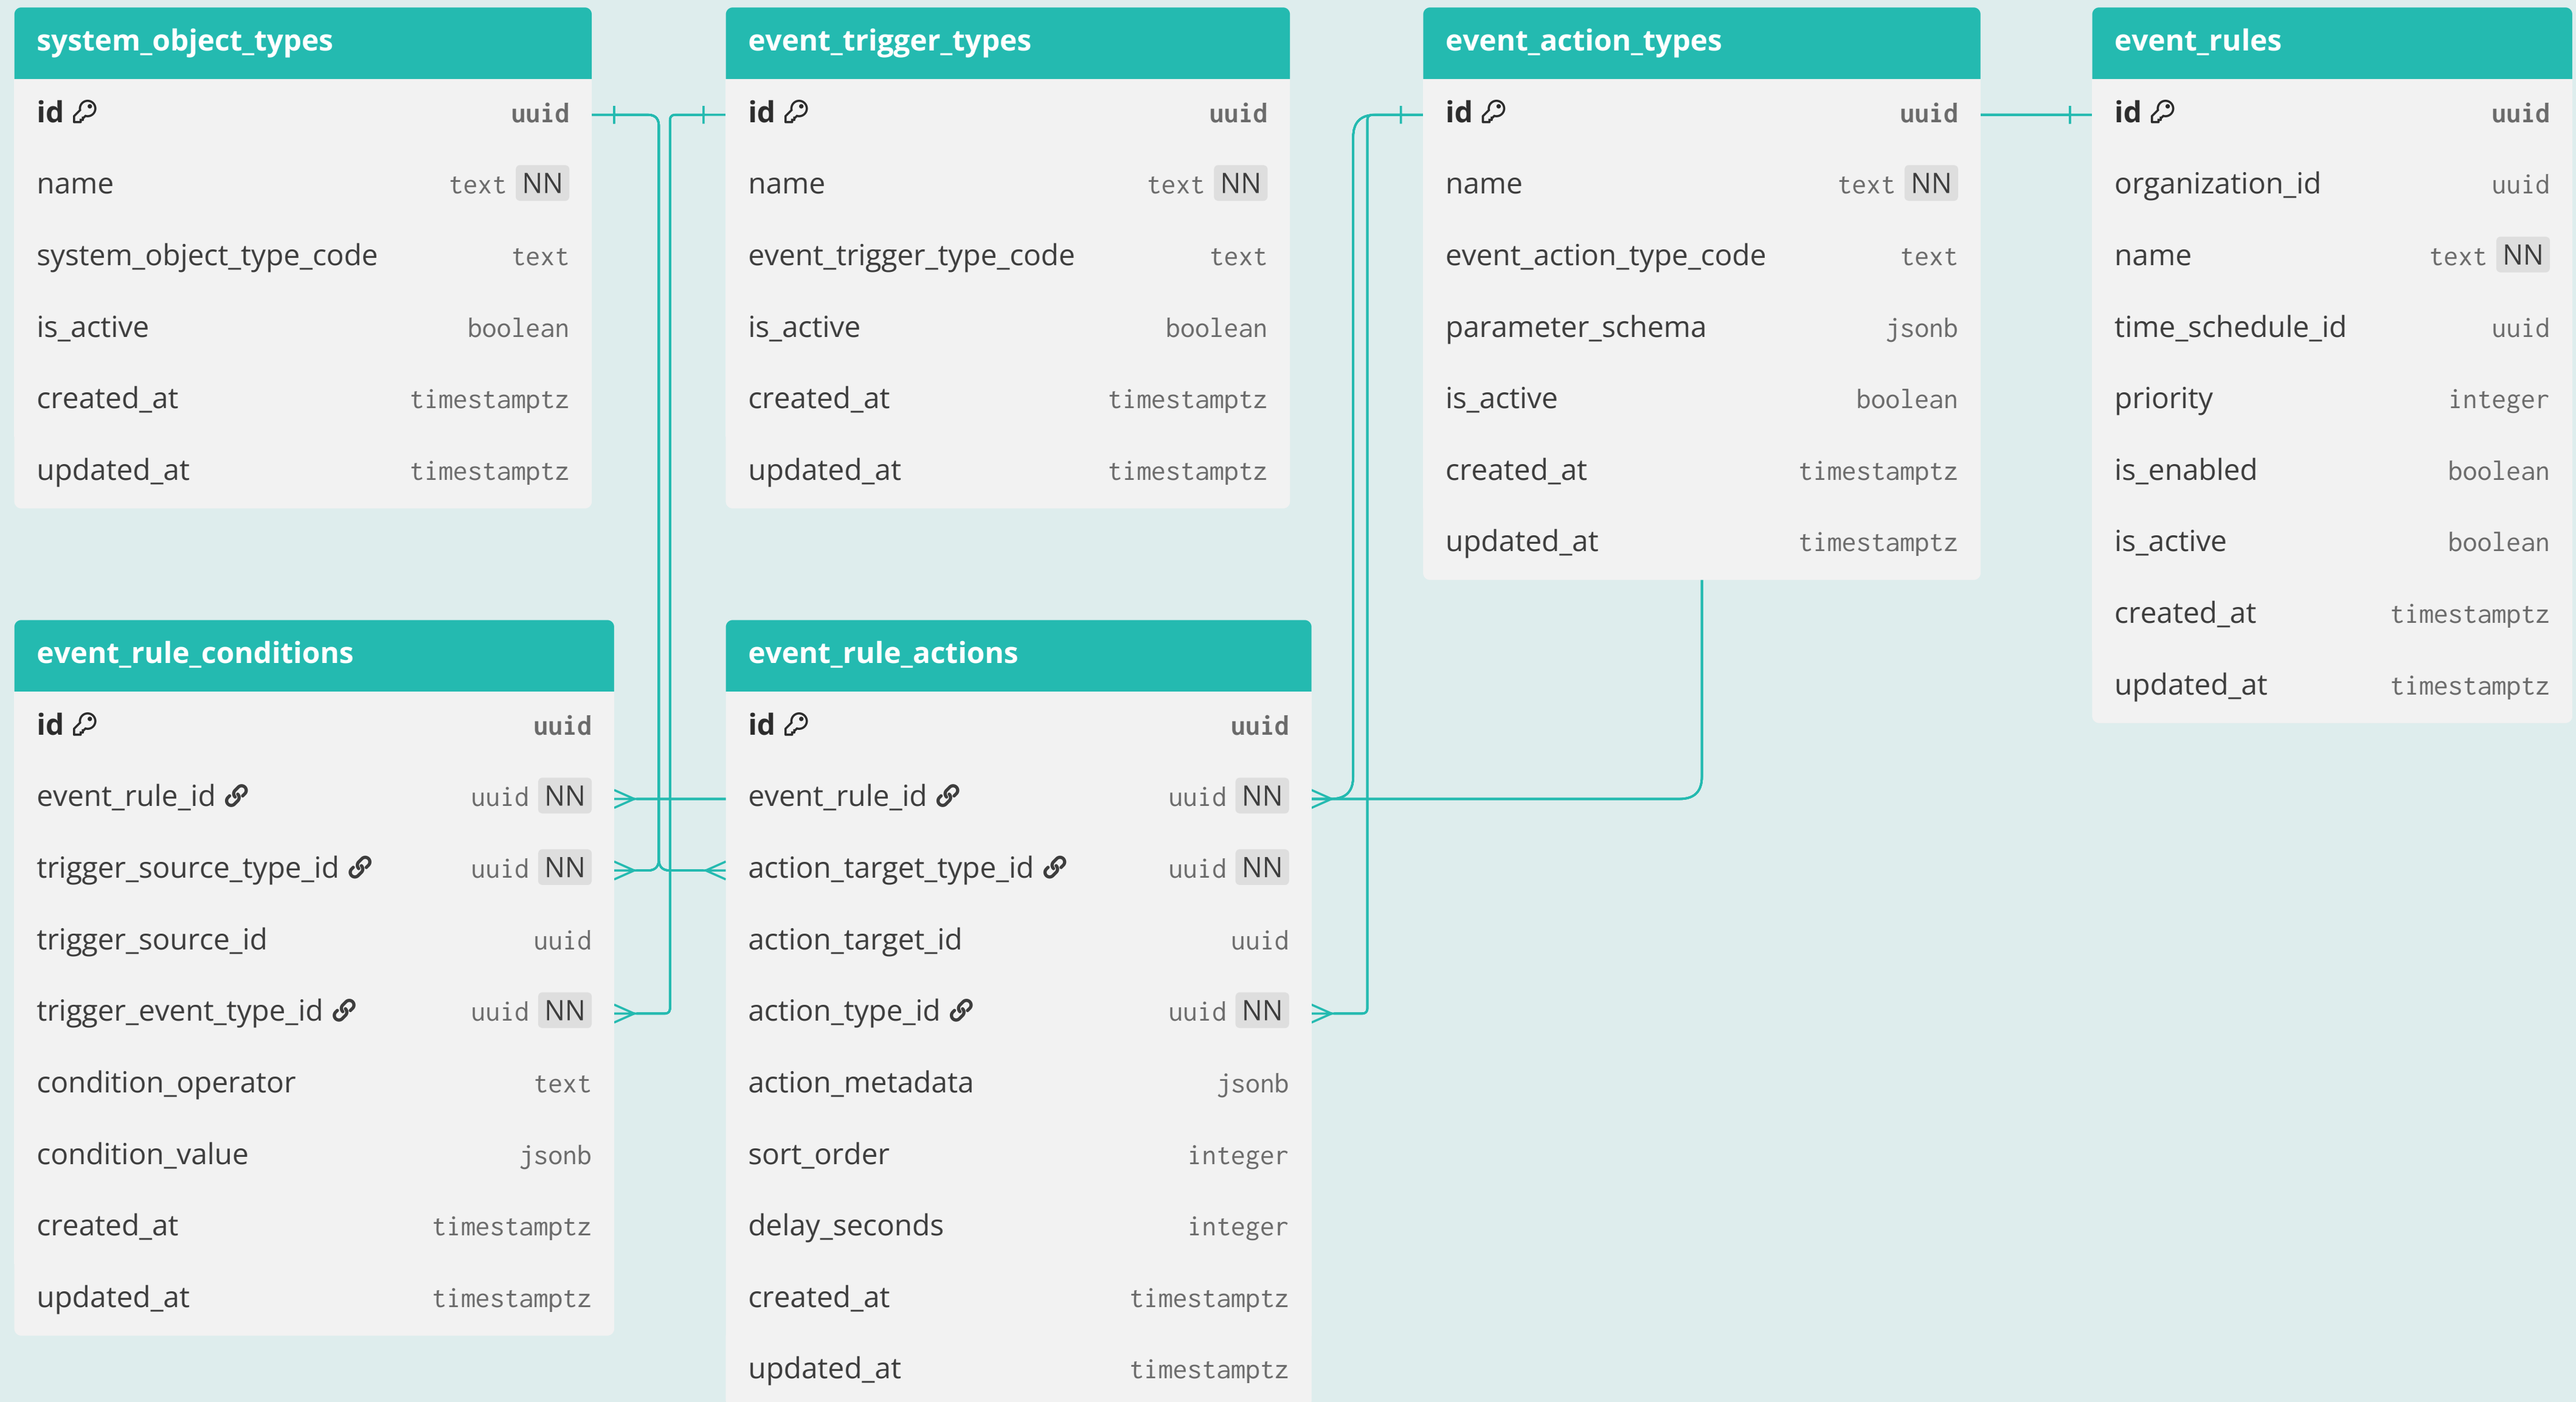 system_object_types
id uuid
name text NN
system_object_type_code text
is_active boolean
created_at timestamptz
updated_at timestamptz
event_trigger_types
id uuid
name text NN
event_trigger_type_code text
is_active boolean
created_at timestamptz
updated_at timestamptz
event_action_types
id uuid
name text NN
event_action_type_code text
parameter_schema jsonb
is_active boolean
created_at timestamptz
updated_at timestamptz
event_rules
id uuid
organization_id uuid
name text NN
time_schedule_id uuid
priority integer
is_enabled boolean
is_active boolean
created_at timestamptz
updated_at timestamptz
event_rule_conditions
id uuid
event_rule_id uuid NN
trigger_source_type_id uuid NN
trigger_source_id uuid
trigger_event_type_id uuid NN
condition_operator text
condition_value jsonb
created_at timestamptz
updated_at timestamptz
event_rule_actions
id uuid
event_rule_id uuid NN
action_target_type_id uuid NN
action_target_id uuid
action_type_id uuid NN
action_metadata jsonb
sort_order integer
delay_seconds integer
created_at timestamptz
updated_at timestamptz